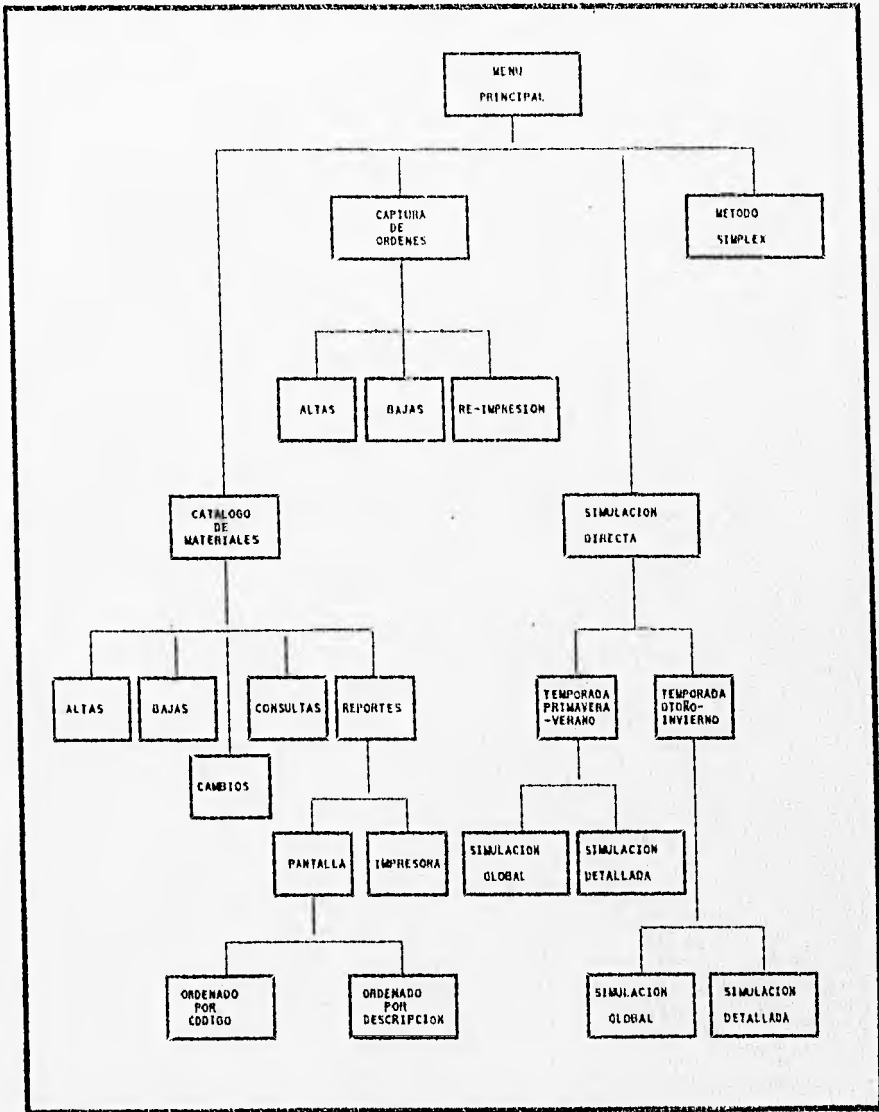 MENU
PRINCIPAL
CAPTURA
DE
ORDENES
METODO
SIMPLEX
ALTAS
BAJAS
RE-IMPRESION
CATALOGO
DE
MATERIALES
SIMULACION
DIRECTA
ALTAS
BAJAS
CONSULTAS
REPORTES
TEMPORADA
PRIMAVERA
-VERANO
TEMPORADA
OTOÑO-
INVIERNO
CAMBIOS
PANTALLA
IMPRESORA
SIMULACION
GLOBAL
SIMULACION
DETALLADA
ORDENADO
POR
CODIGO
ORDENADO
POR
DESCRIPCION
SIMULACION
GLOBAL
SIMULACION
DETALLADA